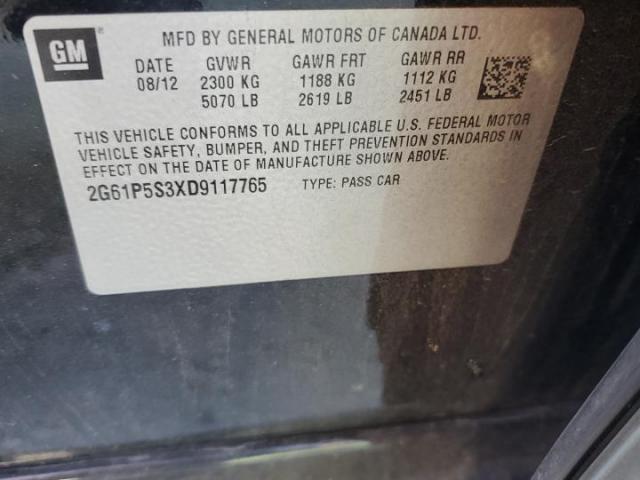 GM
MFD BY GENERAL MOTORS OF CANADA LTD.
DATE GVWR GAWR FRT GAWR RR
08/12 2300 KG 1188 KG 1112 KG
5070 LB 2619 LB 2451 LB
THIS VEHICLE CONFORMS TO ALL APPLICABLE U.S. FEDERAL MOTOR
VEHICLE SAFETY, BUMPER, AND THEFT PREVENTION STANDARDS IN
EFFECT ON THE DATE OF MANUFACTURE SHOWN ABOVE.
2G61P5S3XD9117765 TYPE: PASS CAR